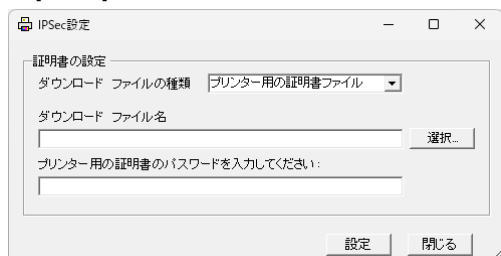 IPSec設定
証明書の設定
ダウンロード ファイルの種類 プリンター用の証明書ファイル
ダウンロード ファイル名
選択...
プリンター用の証明書のパスワードを入力してください:
設定 閉じる